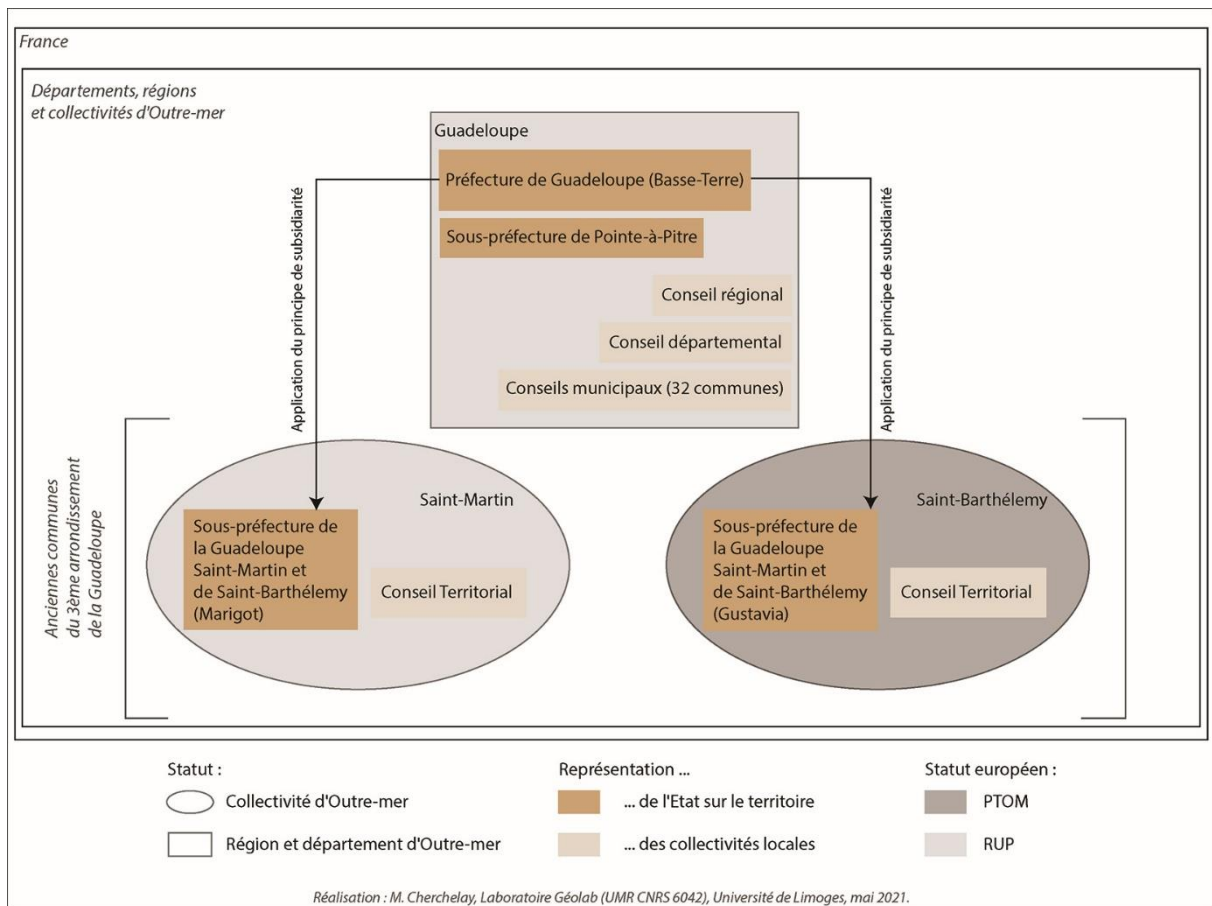 France
Départements, régions
et collectivités d'Outre-mer
Guadeloupe
Préfecture de Guadeloupe (Basse-Terre)
Sous-préfecture de Pointe-à-Pitre
Conseil régional
Conseil départemental
Conseils municipaux (32 communes)
Application du principe de subsidiarité
Application du principe de subsidiarité
Anciennes communes
du 3ème arrondissement
de la Guadeloupe
Saint-Martin
Sous-préfecture de
la Guadeloupe
Saint-Martin et
de Saint-Barthélemy
(Marigot)
Conseil Territorial
Saint-Barthélemy
Sous-préfecture de
la Guadeloupe
Saint-Martin et
de Saint-Barthélemy
(Gustavia)
Conseil Territorial
Statut :
Collectivité d'Outre-mer
Région et département d'Outre-mer
Représentation ...
... de l'Etat sur le territoire
... des collectivités locales
Statut européen :
PTOM
RUP
Réalisation : M. Cherchelay, Laboratoire Géolab (UMR CNRS 6042), Université de Limoges, mai 2021.